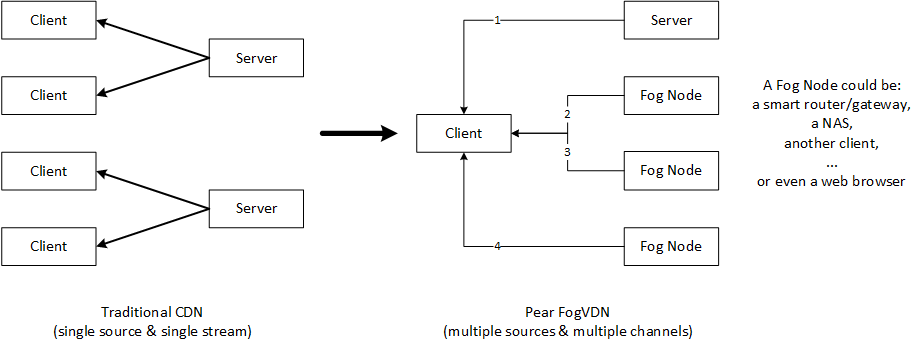 Client
Client
Server
Client
Client
Server
Traditional CDN
(single source & single stream)
1
Server
2
Fog Node
Client
3
Fog Node
4
Fog Node
Pear FogVDN
(multiple sources & multiple channels)
A Fog Node could be:
a smart router/gateway,
a NAS,
another client,
...
or even a web browser